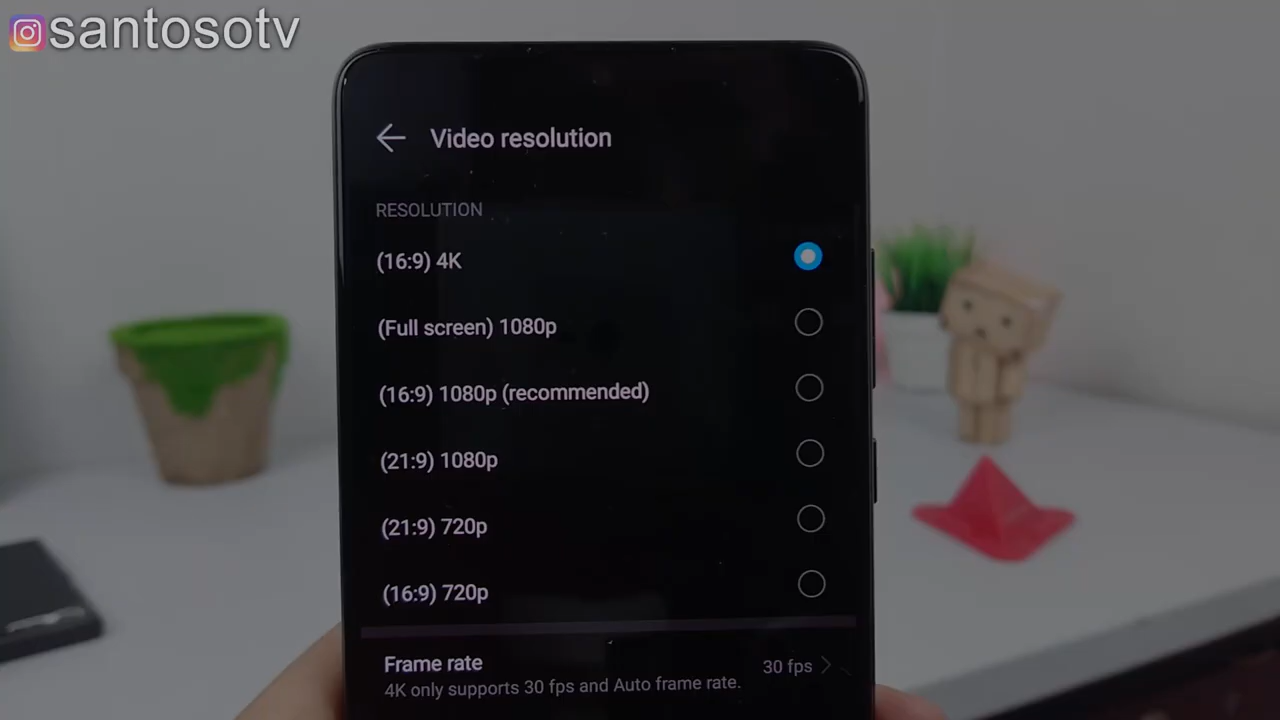 santosotv
Video resolution
RESOLUTION
(16:9) 4K
(Full screen) 1080p
(16:9) 1080p (recommended)
(21:9) 1080p
(21:9) 720p
(16:9) 720p
Frame rate
30 fps
4K only supports 30 fps and Auto frame rate.